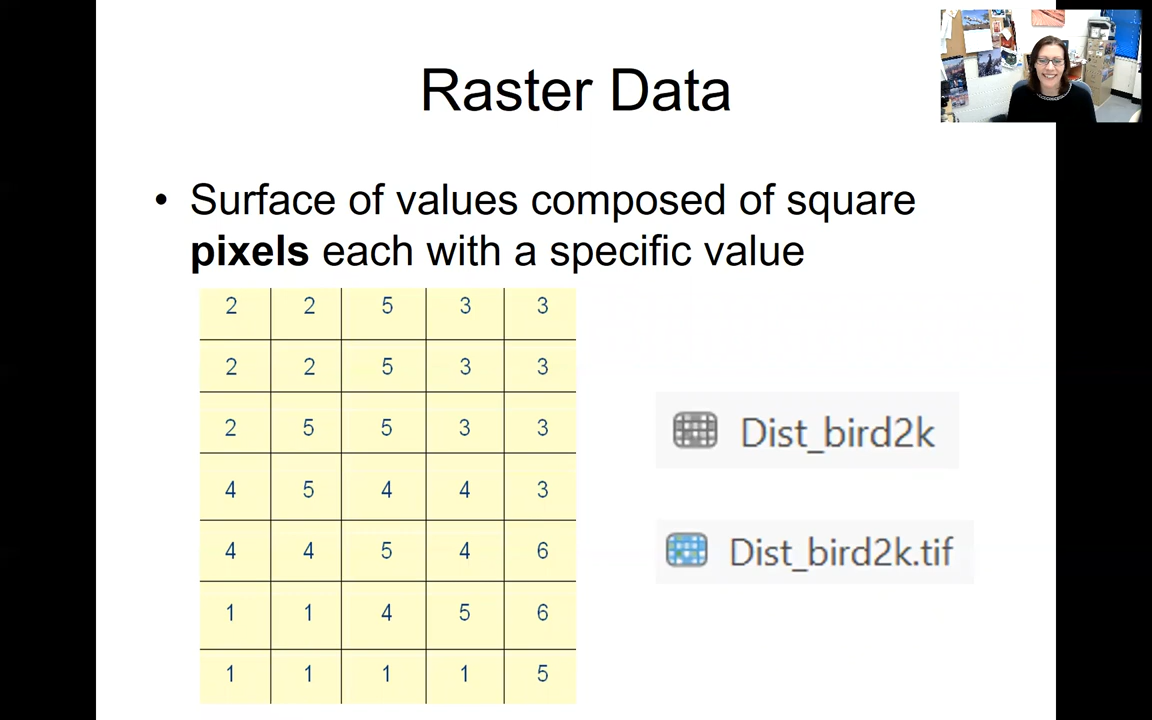 Raster Data
• Surface of values composed of square
pixels each with a specific value
2 2 5 3 3
2 2 5 3 3
2 5 5 3 3
4 5 4 4 3
4 4 5 4 6
1 1 4 5 6
1 1 1 1 5
Dist_bird2k
Dist_bird2k.tif